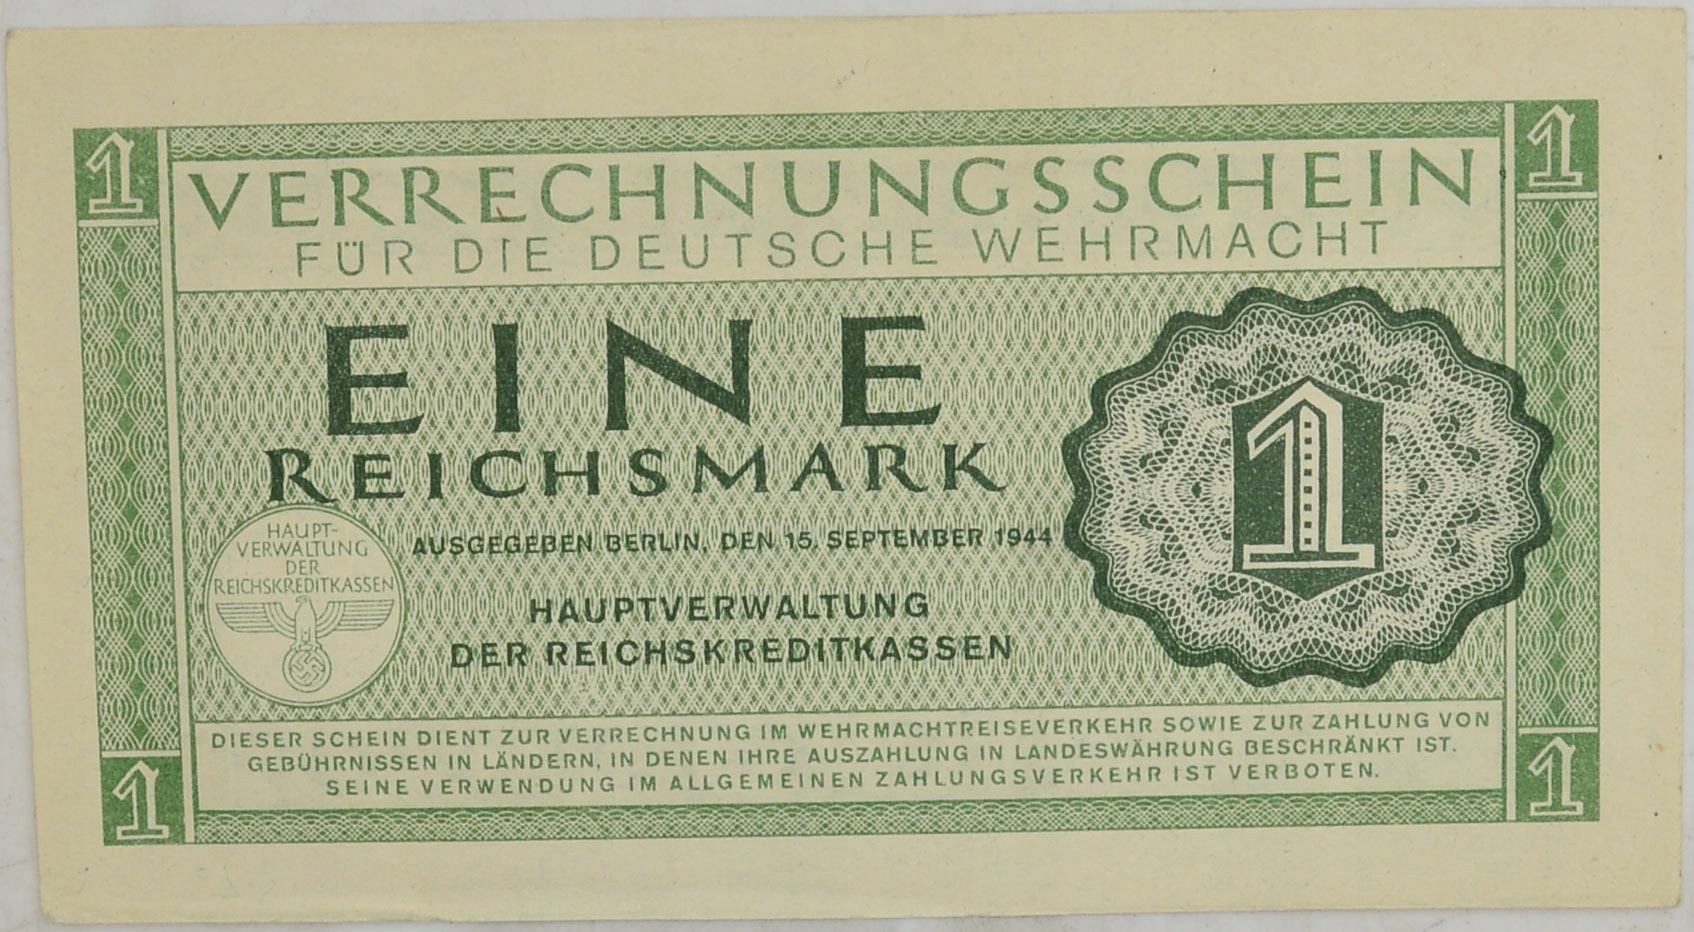 1 1
VERRECHNUNGSSCHEIN
FÜR DIE DEUTSCHE WEHRMACHT
EINE
REICHSMARK
1
AUSGEGEBEN BERLIN, DEN 15. SEPTEMBER 1944
HAUPT-
VERWALTUNG
DER
REICHSKREDITKASSEN
HAUPTVERWALTUNG
DER REICHSKREDITKASSEN
DIESER SCHEIN DIENT ZUR VERRECHNUNG IM WEHRMACHTREISEVERKEHR SOWIE ZUR ZAHLUNG VON
GEBÜHRNISSEN IN LÄNDERN, IN DENEN IHRE AUSZAHLUNG IN LANDESWÄHRUNG BESCHRÄNKT IST.
SEINE VERWENDUNG IM ALLGEMEINEN ZAHLUNGSVERKEHR IST VERBOTEN.
1 1